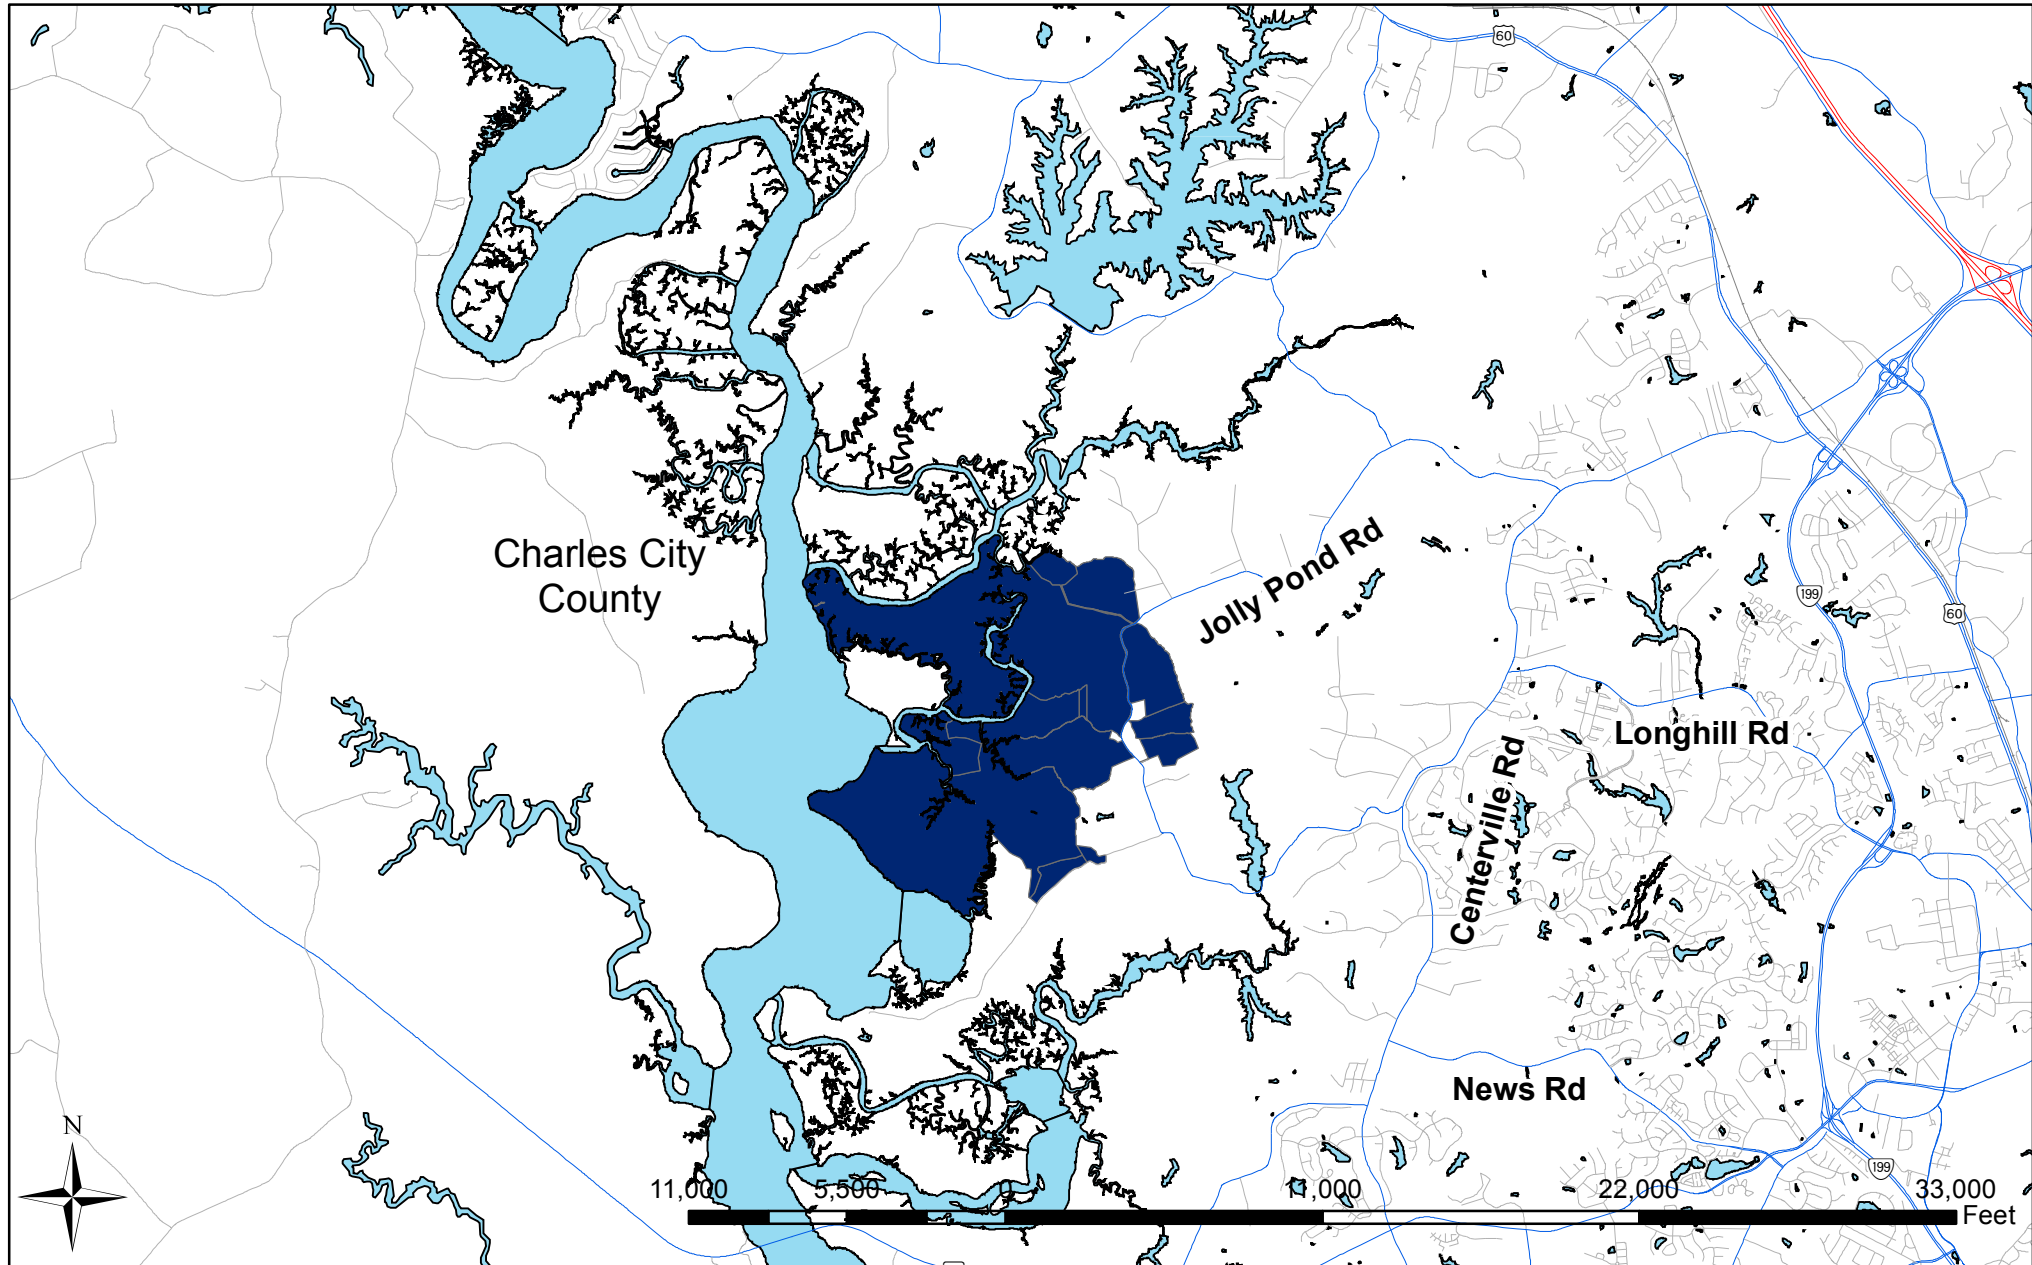 60
Charles City
County
Jolly Pond Rd
199
60
Longhill Rd
Centerville Rd
News Rd
N
199
11,000 5,500 0 11,000 22,000 33,000
Feet